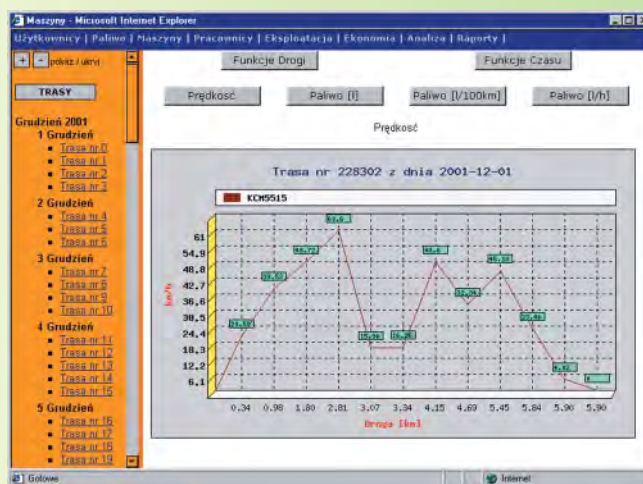 Maszyny - Microsoft Internet Explorer
Użytkownicy | Paliwo | Maszyny | Pracownicy | Eksploatacja | Ekonomia | Analiza | Raporty |
+ - pokaż / ukryj
TRASY
Grudzień 2001
1 Grudzień
Trasa nr 0
Trasa nr 1
Trasa nr 2
Trasa nr 3
2 Grudzień
Trasa nr 4
Trasa nr 5
Trasa nr 6
3 Grudzień
Trasa nr 7
Trasa nr 8
Trasa nr 9
Trasa nr 10
4 Grudzień
Trasa nr 11
Trasa nr 12
Trasa nr 13
Trasa nr 14
Trasa nr 15
5 Grudzień
Trasa nr 16
Trasa nr 17
Trasa nr 18
Trasa nr 19
Funkcje Drogi Funkcje Czasu
Prędkość Paliwo [l] Paliwo [l/100km] Paliwo [l/h]
Prędkość
Trasa nr 228302 z dnia 2001-12-01
KCM5515
km/h
61
54,9
48,8
42,7
36,6
30,5
24,4
18,3
12,2
6,1
0.34 0.98 1.80 2.81 3.07 3.34 4.15 4.69 5.45 5.84 5.90 5.90
Droga [km]
Gotowe Internet